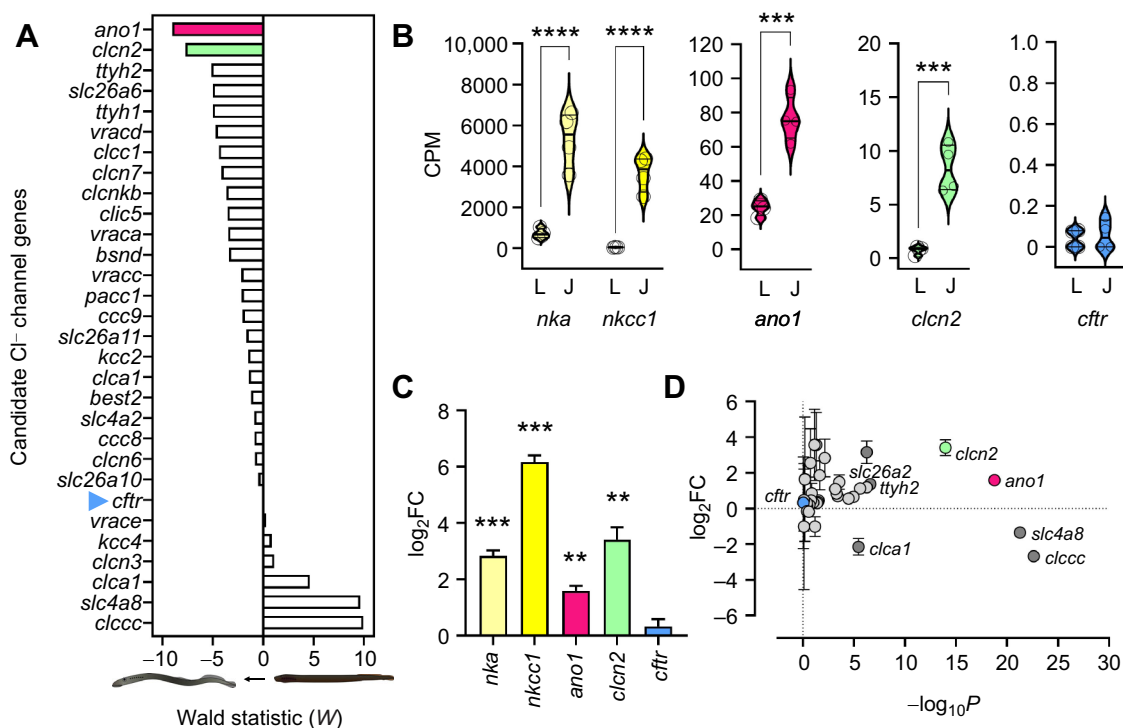 A
Candidate Cl– channel genes
ano1
clcn2
ttyh2
slc26a6
ttyh1
vracd
clcc1
clcn7
clcnkb
clic5
vraca
bsnd
vracc
pacc1
ccc9
slc26a11
kcc2
clca1
best2
slc4a2
ccc8
clcn6
slc26a10
cftr
vrace
kcc4
clcn3
clca1
slc4a8
clccc
–10 –5 0 5 10
Wald statistic (W)
B
CPM
10,000
8000
6000
4000
2000
0
**** ****
L J L J
nka nkcc1
120
100
80
60
40
20
0
***
L J
ano1
20
15
10
5
0
***
L J
clcn2
1.0
0.8
0.6
0.4
0.2
0
L J
cftr
C
log2FC
8
6
4
2
0
*** *** ** **
nka nkcc1 ano1 clcn2 cftr
D
log2FC
6
4
2
0
–2
–4
–6
cftr
slc26a2
ttyh2
clcn2
ano1
slc4a8
clca1
clccc
0 5 10 15 20 25 30
–log10P